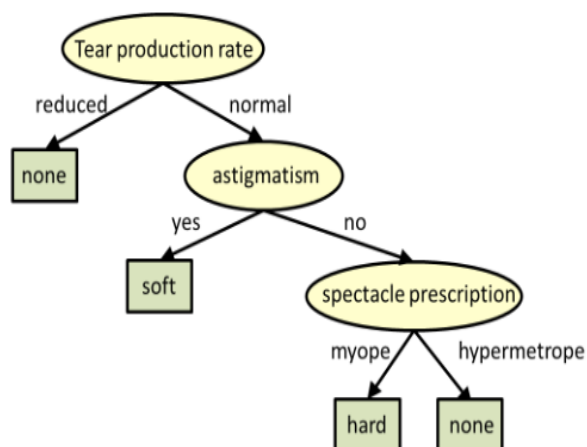 Tear production rate
reduced
normal
none
astigmatism
yes
no
soft
spectacle prescription
myope
hypermetrope
hard
none